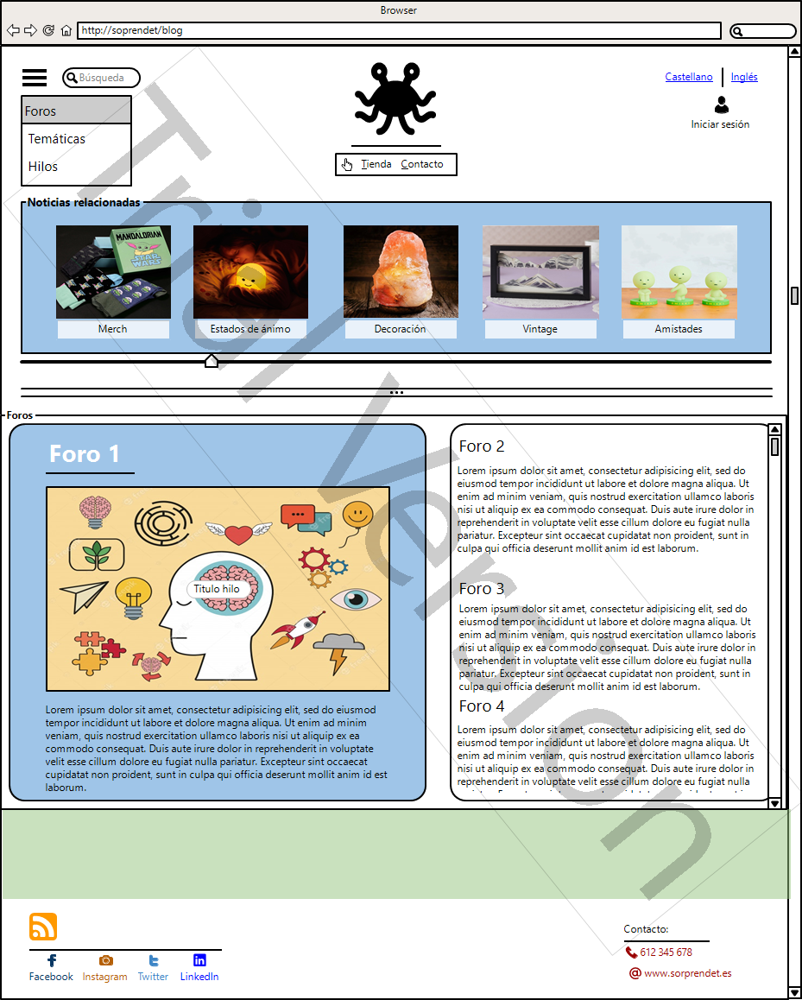 Browser
http://soprendet/blog
Búsqueda
Castellano
Inglés
Foros
Temáticas
Hilos
Iniciar sesión
Tienda Contacto
Noticias relacionadas
MANDALORIAN
STAR WARS
Merch
Estados de ánimo
Decoración
Vintage
Amistades
Foros
Foro 1
Titulo hilo
Lorem ipsum dolor sit amet, consectetur adipisicing elit, sed do eiusmod
tempor incididunt ut labore et dolore magna aliqua. Ut enim ad minim
veniam, quis nostrud exercitation ullamco laboris nisi ut aliquip ex ea
commodo consequat. Duis aute irure dolor in reprehenderit in voluptate
velit esse cillum dolore eu fugiat nulla pariatur. Excepteur sint occaecat
cupidatat non proident, sunt in culpa qui officia deserunt mollit anim id est
laborum.
Foro 2
Lorem ipsum dolor sit amet, consectetur adipisicing elit, sed do
eiusmod tempor incididunt ut labore et dolore magna aliqua. Ut
enim ad minim veniam, quis nostrud exercitation ullamco laboris
nisi ut aliquip ex ea commodo consequat. Duis aute irure dolor in
reprehenderit in voluptate velit esse cillum dolore eu fugiat nulla
pariatur. Excepteur sint occaecat cupidatat non proident, sunt in
culpa qui officia deserunt mollit anim id est laborum.
Foro 3
Lorem ipsum dolor sit amet, consectetur adipisicing elit, sed do
eiusmod tempor incididunt ut labore et dolore magna aliqua. Ut
enim ad minim veniam, quis nostrud exercitation ullamco laboris
nisi ut aliquip ex ea commodo consequat. Duis aute irure dolor in
reprehenderit in voluptate velit esse cillum dolore eu fugiat nulla
pariatur. Excepteur sint occaecat cupidatat non proident, sunt in
culpa qui officia deserunt mollit anim id est laborum.
Foro 4
Lorem ipsum dolor sit amet, consectetur adipisicing elit, sed do
eiusmod tempor incididunt ut labore et dolore magna aliqua. Ut
enim ad minim veniam, quis nostrud exercitation ullamco laboris
nisi ut aliquip ex ea commodo consequat. Duis aute irure dolor in
reprehenderit in voluptate velit esse cillum dolore eu fugiat nulla
Facebook
Instagram
Twitter
LinkedIn
Contacto:
612 345 678
www.sorprendet.es
Trial Version